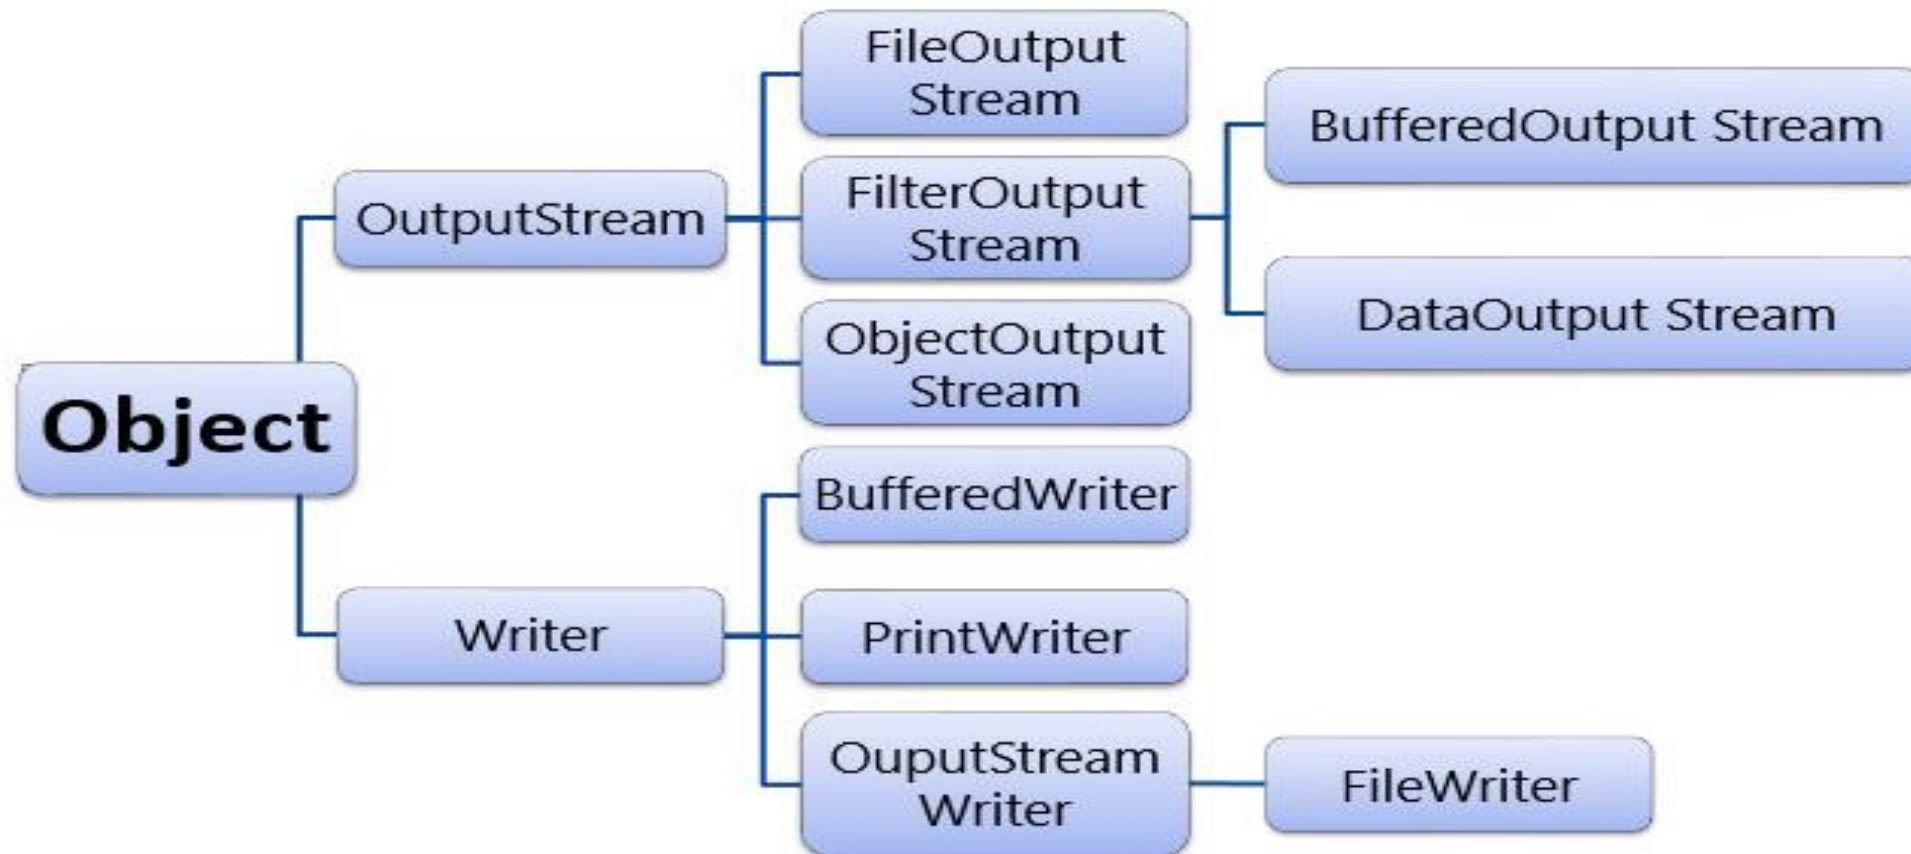 FileOutput
Stream
BufferedOutput Stream
FilterOutput
Stream
OutputStream
DataOutput Stream
ObjectOutput
Stream
Object
BufferedWriter
Writer
PrintWriter
OuputStream
Writer
FileWriter